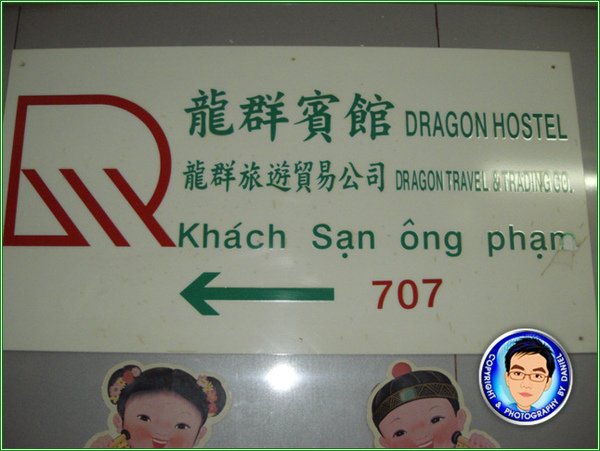 龍群賓館 DRAGON HOSTEL
龍群旅遊貿易公司 DRAGON TRAVEL & TRADING CO.
Khách Sạn ông phạm
707
COPYRIGHT & PHOTOGRAPHY BY DANIEL